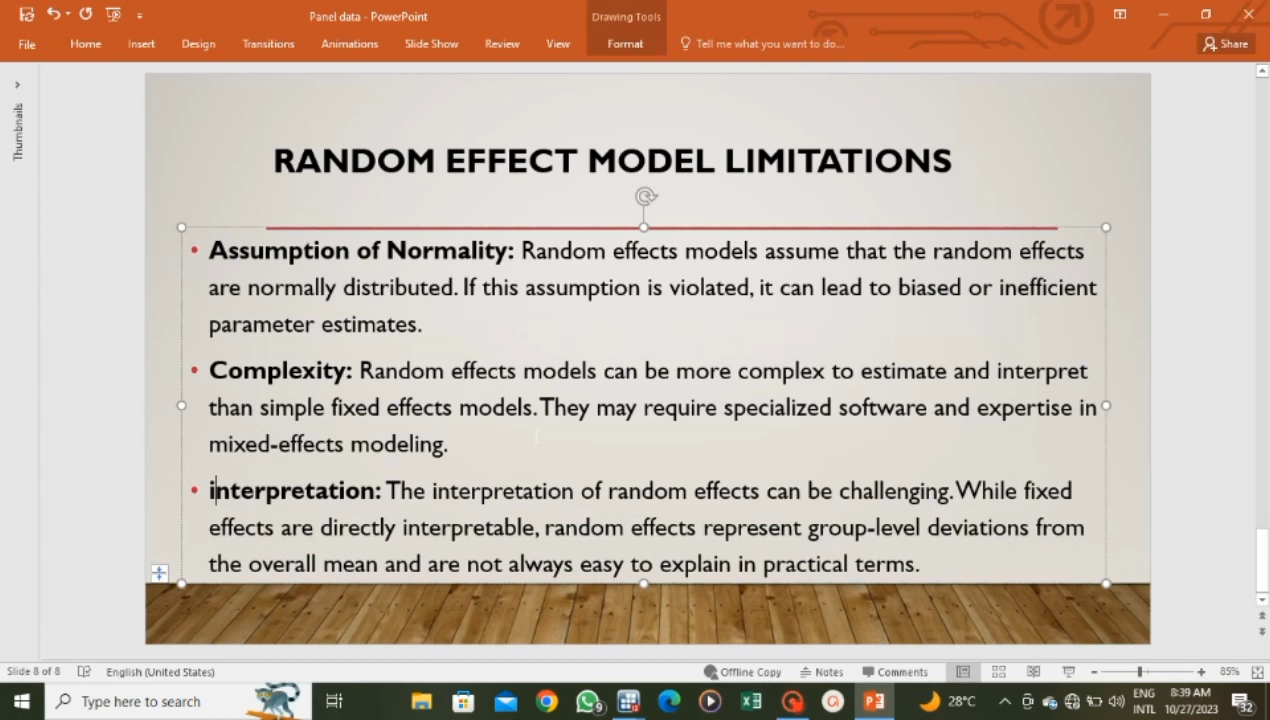 Panel data - PowerPoint
Drawing Tools
File Home Insert Design Transitions Animations Slide Show Review View Format Tell me what you want to do... Share
Thumbnails
RANDOM EFFECT MODEL LIMITATIONS
• Assumption of Normality: Random effects models assume that the random effects
are normally distributed. If this assumption is violated, it can lead to biased or inefficient
parameter estimates.
• Complexity: Random effects models can be more complex to estimate and interpret
than simple fixed effects models. They may require specialized software and expertise in
mixed-effects modeling.
• interpretation: The interpretation of random effects can be challenging. While fixed
effects are directly interpretable, random effects represent group-level deviations from
the overall mean and are not always easy to explain in practical terms.
Slide 8 of 8 English (United States) Offline Copy Notes Comments 85%
Type here to search 9 28°C ENG 8:39 AM
INTL 10/27/2023 32